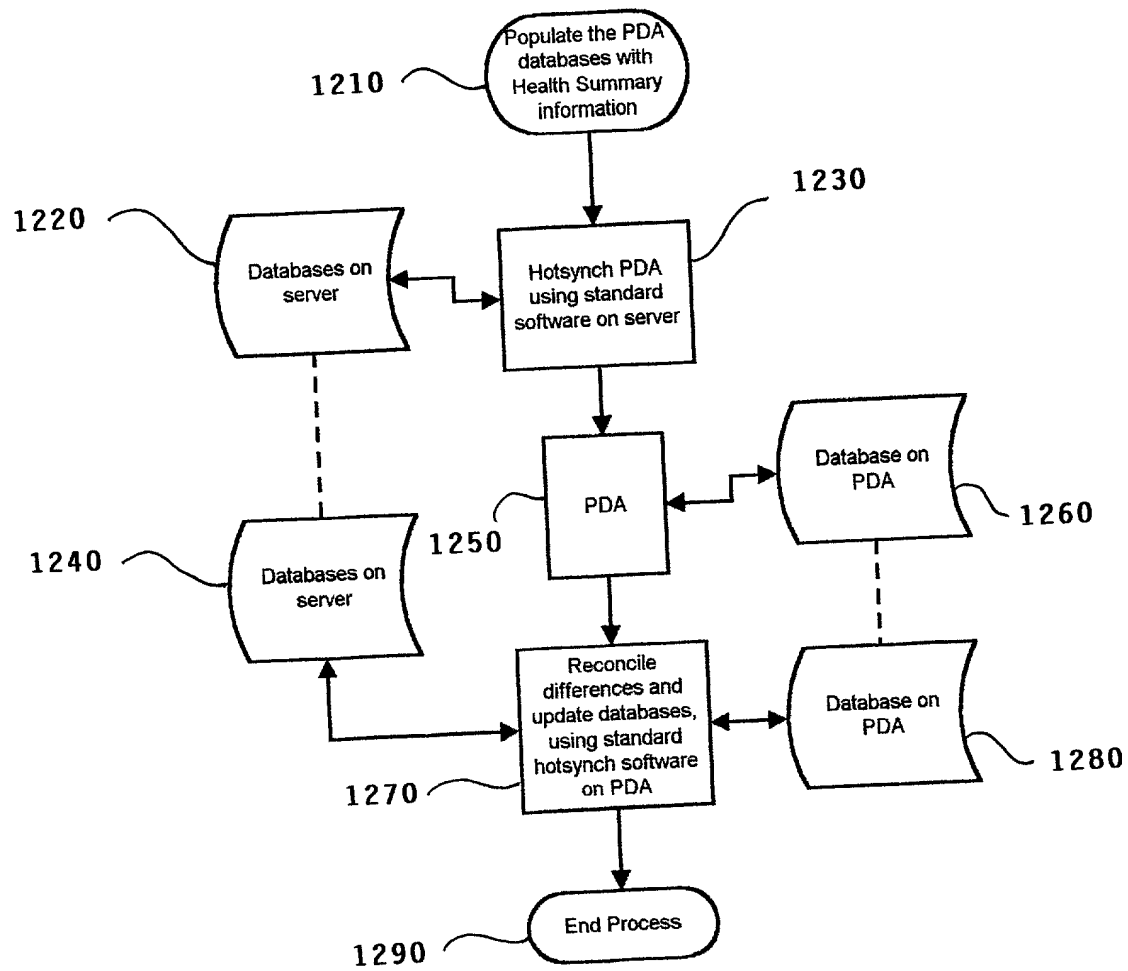 Populate the PDA
databases with
Health Summary
information
1210
1230
1220
Databases on
server
Hotsynch PDA
using standard
software on server
Database on
PDA
1260
PDA
1250
1240
Databases on
server
Reconcile
differences and
update databases,
using standard
hotsynch software
on PDA
1270
Database on
PDA
1280
End Process
1290